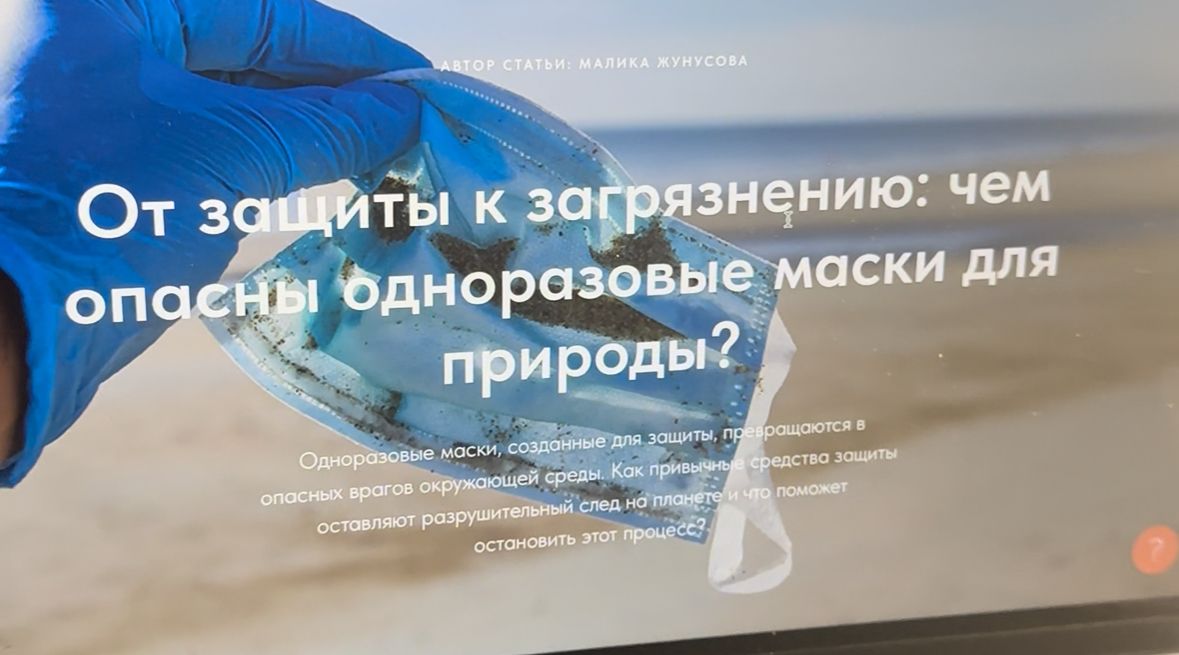 АВТОР СТАТЬИ: МАЛИКА ЖУНУСОВА
От защиты к загрязнению: чем
опасны одноразовые маски для
природы?
Одноразовые маски, созданные для защиты, превращаются в
опасных врагов окружающей среды. Как привычные средства защиты
оставляют разрушительный след на планете и что поможет
остановить этот процесс?
?